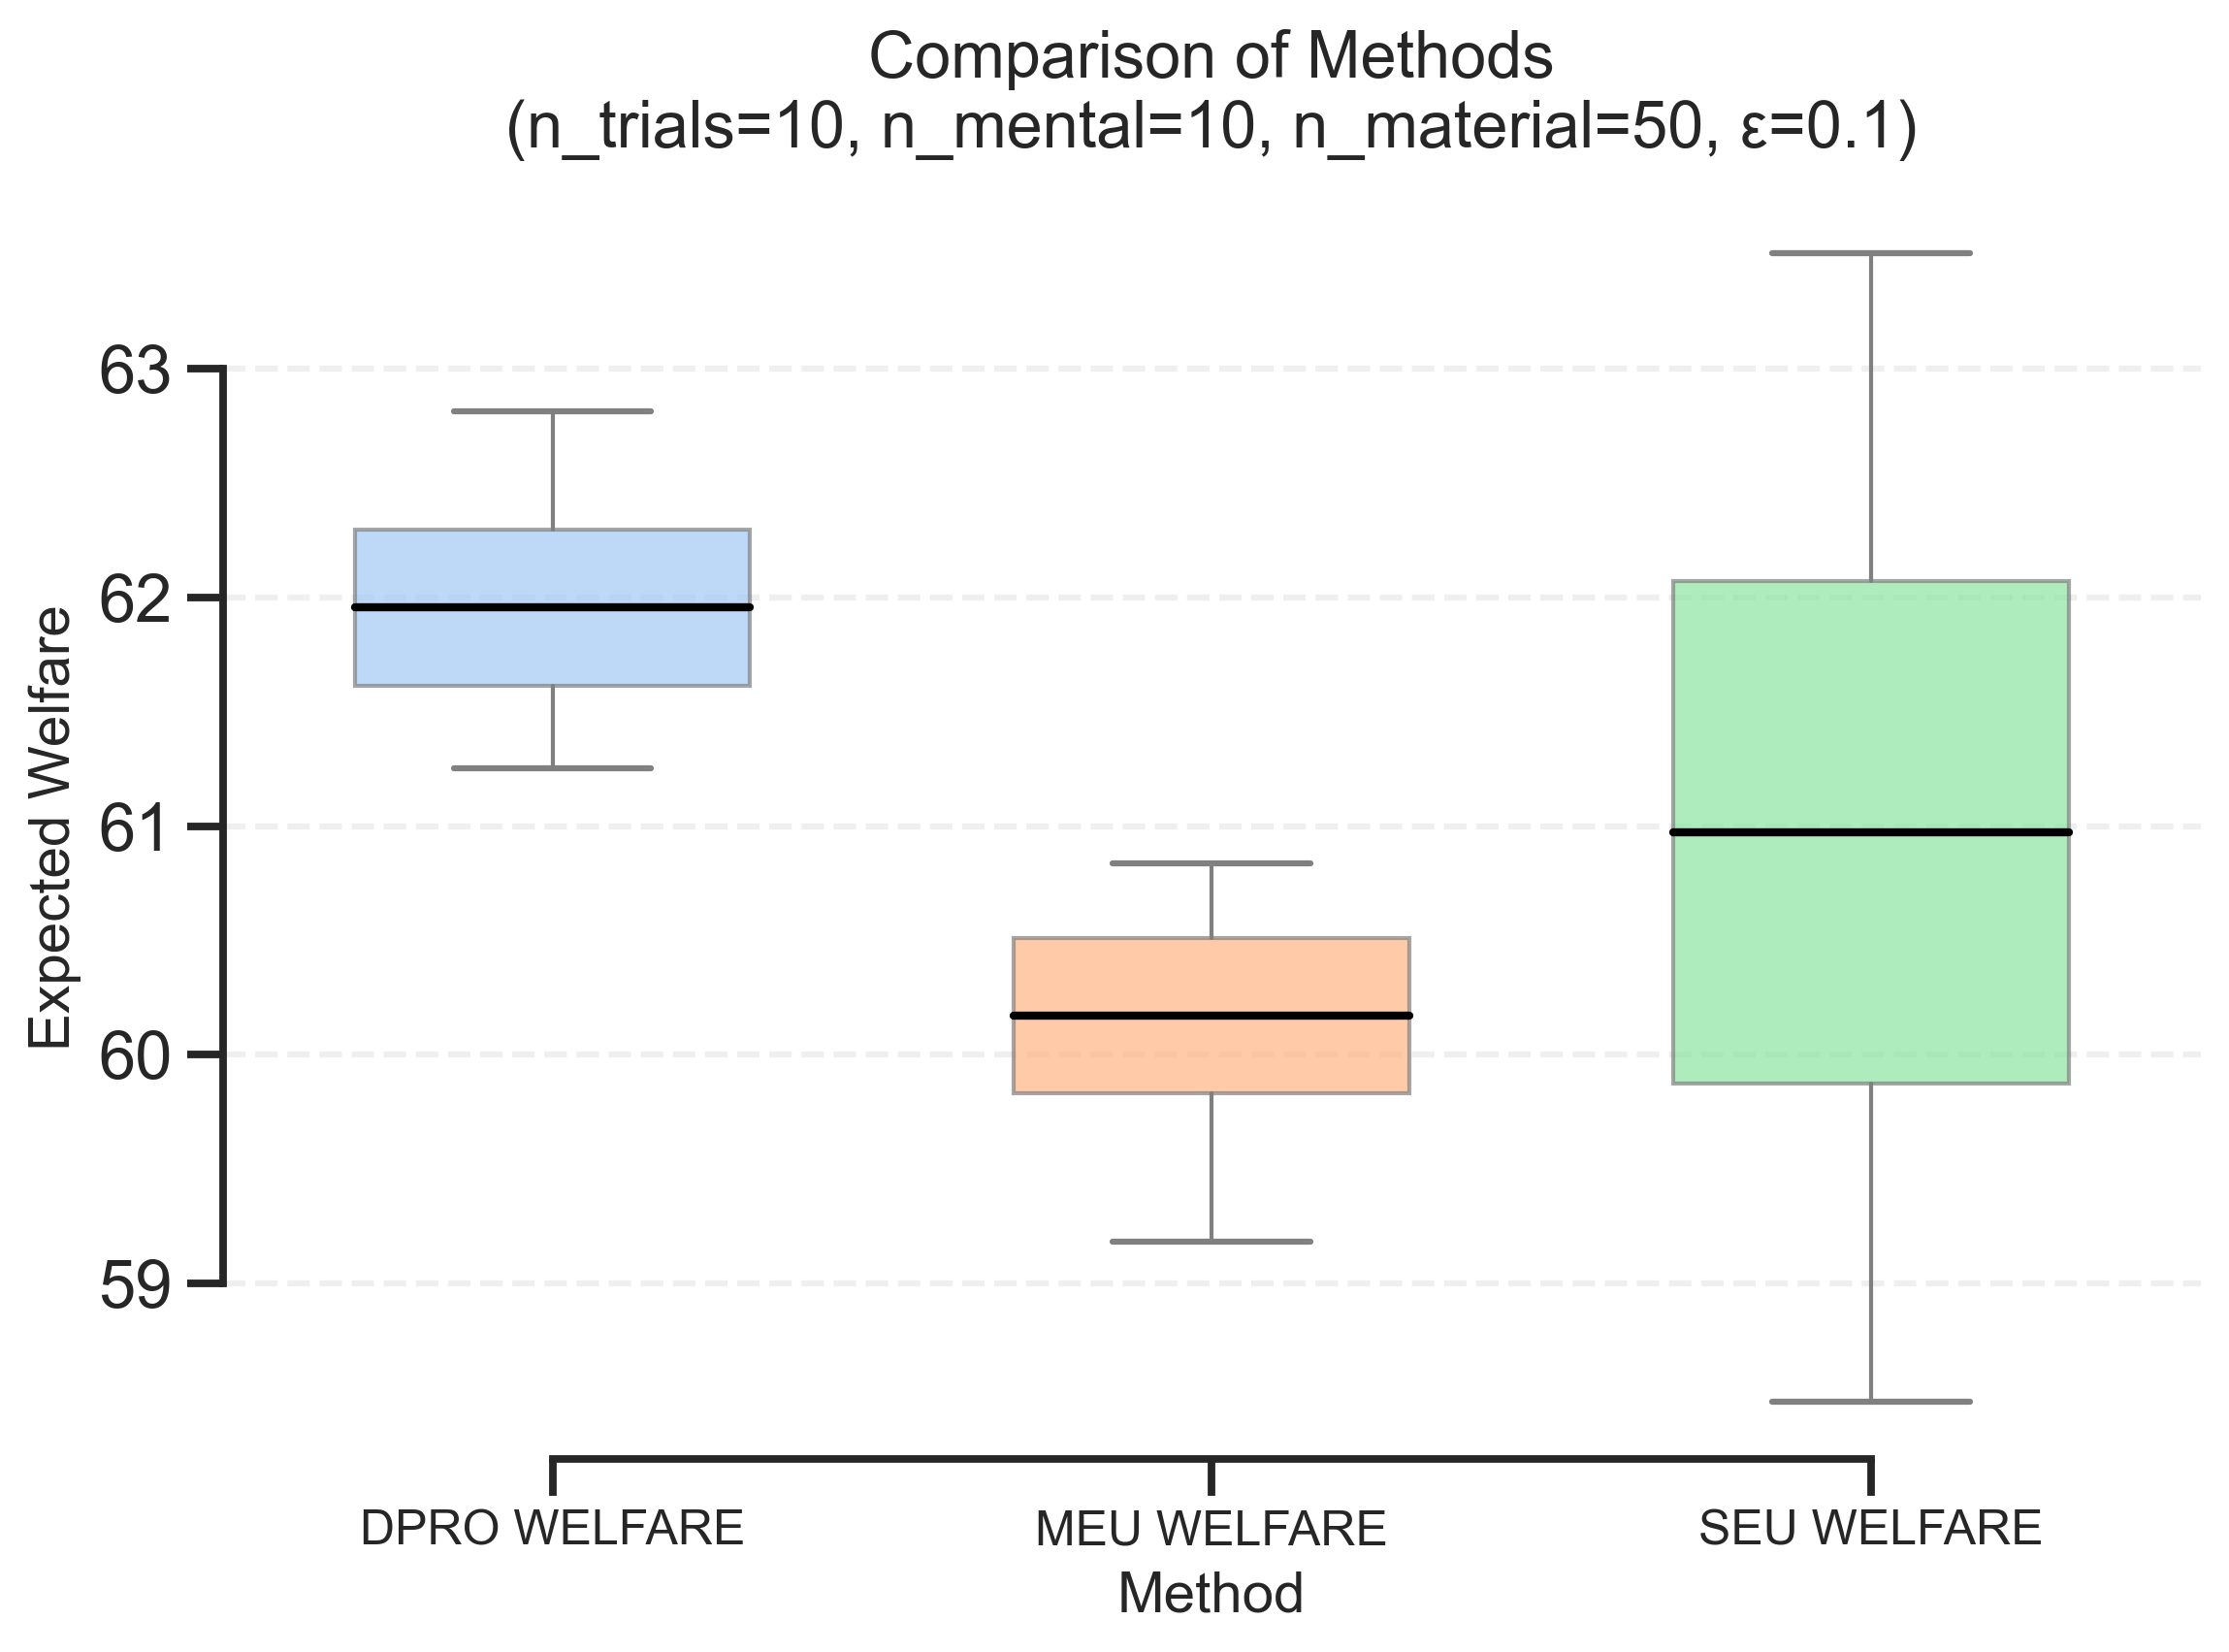 Comparison of Methods
(n_trials=10, n_mental=10, n_material=50, ε=0.1)
Expected Welfare
63
62
61
60
59
DPRO WELFARE
MEU WELFARE
SEU WELFARE
Method